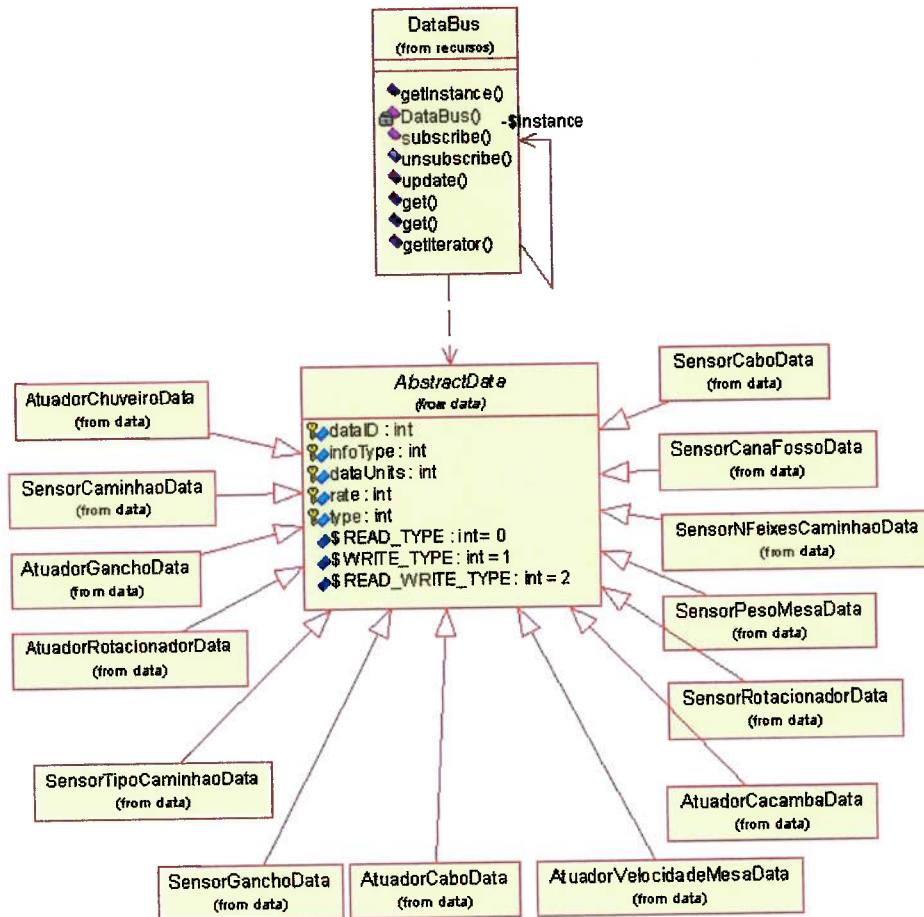 DataBus
(from recursos)
getInstance()
DataBus()
-$instance
subscribe()
unsubscribe()
update()
get()
get()
getIterator()
AbstractData
(from data)
dataID : int
infoType : int
dataUnits : int
rate : int
type : int
$READ_TYPE : int = 0
$WRITE_TYPE : int = 1
$READ_WRITE_TYPE : int = 2
AtuadorChuveiroData
(from data)
SensorCaminhaoData
(from data)
AtuadorGanchoData
(from data)
AtuadorRotacionadorData
(from data)
SensorTipoCaminhaoData
(from data)
SensorGanchoData
(from data)
AtuadorCaboData
(from data)
AtuadorVelocidadeMesaData
(from data)
SensorCaboData
(from data)
SensorCanaFossoData
(from data)
SensorNFeixesCaminhaoData
(from data)
SensorPesoMesaData
(from data)
SensorRotacionadorData
(from data)
AtuadorCacambaData
(from data)